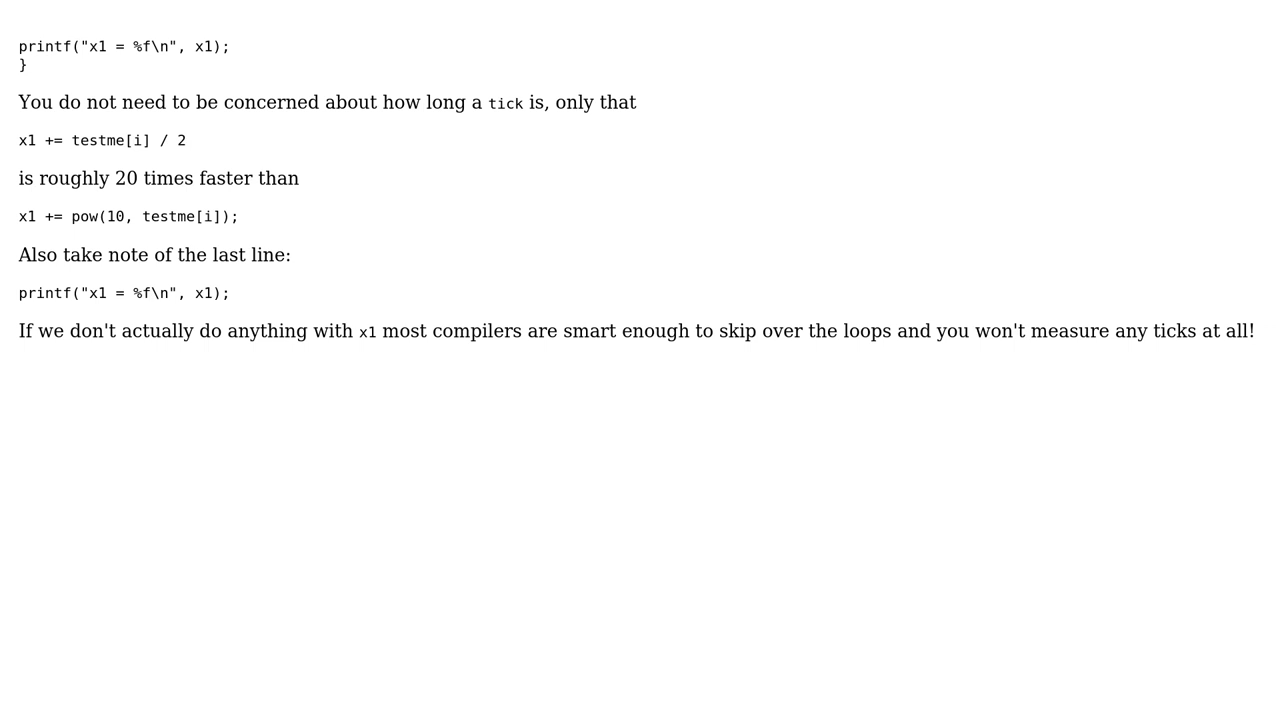 printf("x1 = %f\n", x1);
}
You do not need to be concerned about how long a tick is, only that
x1 += testme[i] / 2
is roughly 20 times faster than
x1 += pow(10, testme[i]);
Also take note of the last line:
printf("x1 = %f\n", x1);
If we don't actually do anything with x1 most compilers are smart enough to skip over the loops and you won't measure any ticks at all!